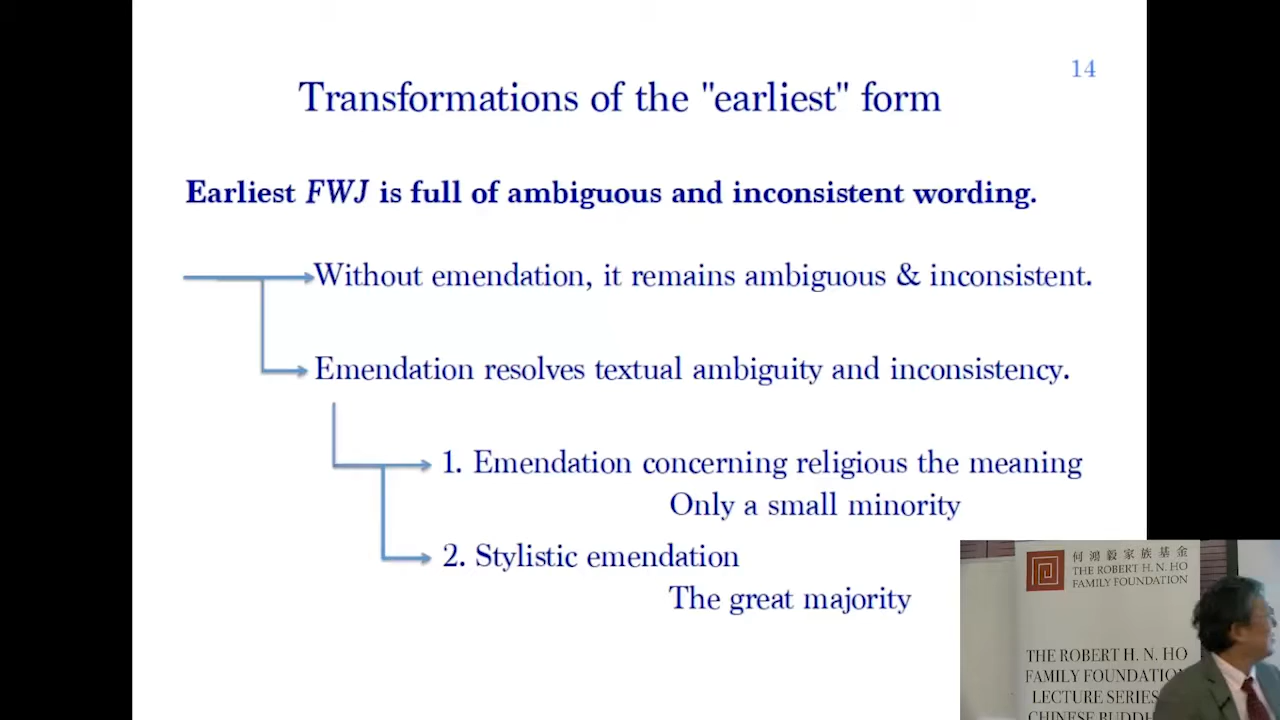 14
Transformations of the "earliest" form
Earliest FWJ is full of ambiguous and inconsistent wording.
Without emendation, it remains ambiguous & inconsistent.
Emendation resolves textual ambiguity and inconsistency.
1. Emendation concerning religious the meaning
Only a small minority
2. Stylistic emendation
The great majority
何鴻毅家族基金
THE ROBERT H. N. HO
FAMILY FOUNDATION
THE ROBERT H. N. HO
FAMILY FOUNDATION
LECTURE SERIES
CHINESE